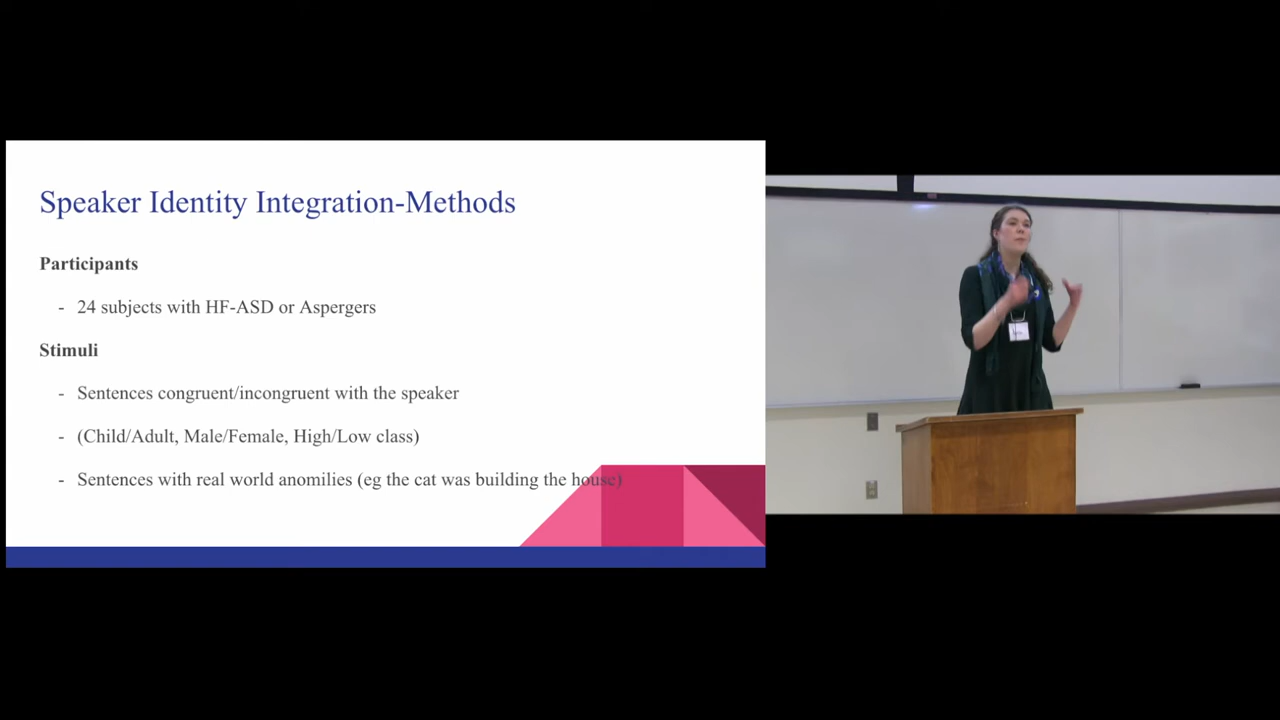 Speaker Identity Integration-Methods
Participants
- 24 subjects with HF-ASD or Aspergers
Stimuli
- Sentences congruent/incongruent with the speaker
- (Child/Adult, Male/Female, High/Low class)
- Sentences with real world anomilies (eg the cat was building the house)